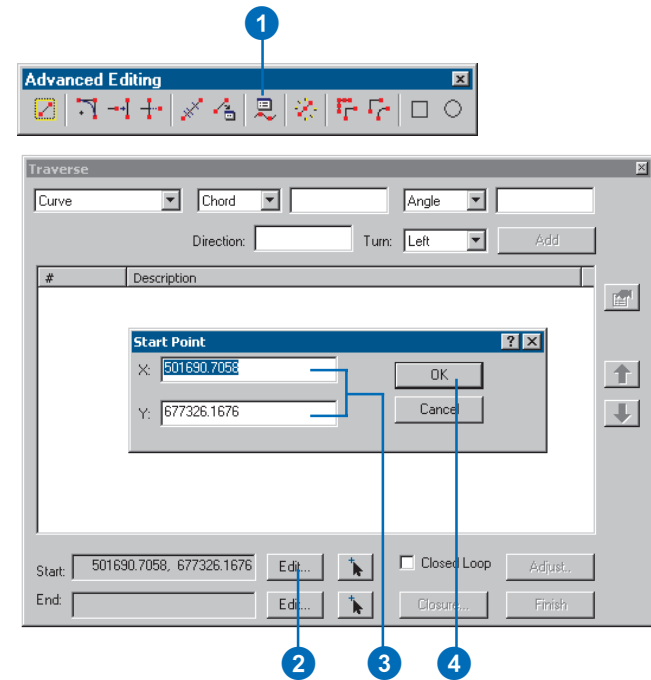 1
Advanced Editing
Traverse
Curve Chord Angle
Direction: Turn: Left Add
# Description
Start Point
X: 501690.7058 OK
Y: 677326.1676 Cancel
Start: 501690.7058, 677326.1676 Edit... Closed Loop Adjust..
End: Edit... Closure... Finish
2 3 4